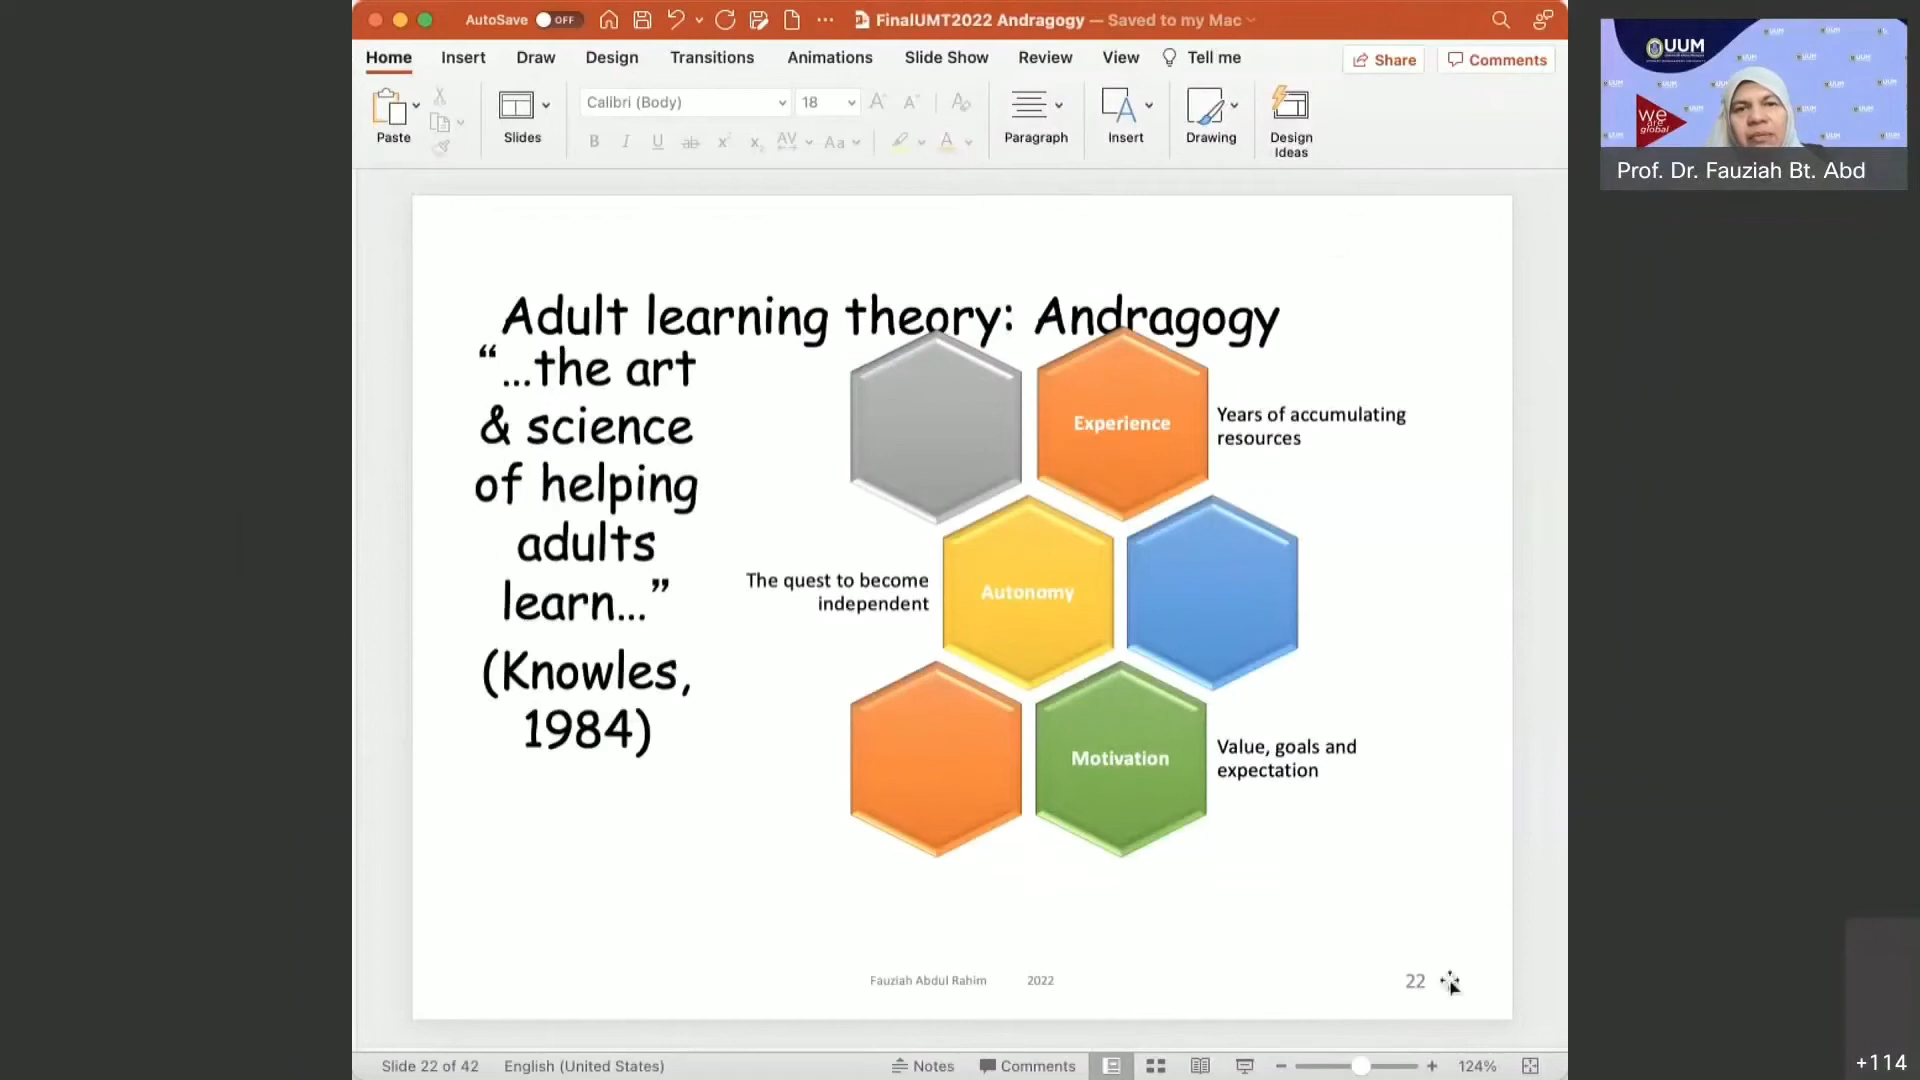 AutoSave OFF FinalUMT2022 Andragogy — Saved to my Mac
Home Insert Draw Design Transitions Animations Slide Show Review View Tell me Share Comments
Calibri (Body) 18
Paste Slides Paragraph Insert Drawing Design
Ideas
UUM
we
are
global
Prof. Dr. Fauziah Bt. Abd
Adult learning theory: Andragogy
“...the art
& science
of helping
adults
learn...”
(Knowles,
1984)
Experience
Years of accumulating
resources
The quest to become
independent
Autonomy
Motivation
Value, goals and
expectation
Fauziah Abdul Rahim 2022 22
Slide 22 of 42 English (United States) Notes Comments 124%
+114